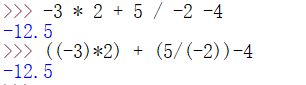 >>> -3 * 2 + 5 / -2 -4
-12.5
>>> ((-3)*2) + (5/(-2))-4
-12.5